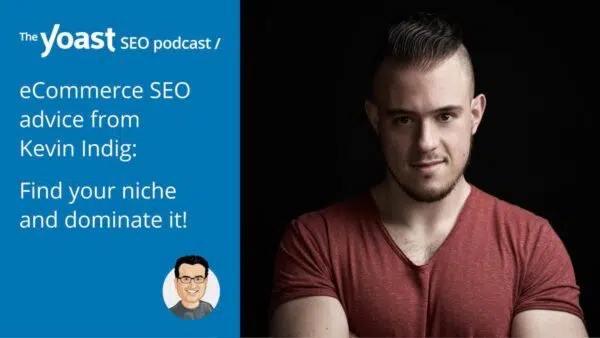 The yoast SEO podcast /
eCommerce SEO
advice from
Kevin Indig:
Find your niche
and dominate it!